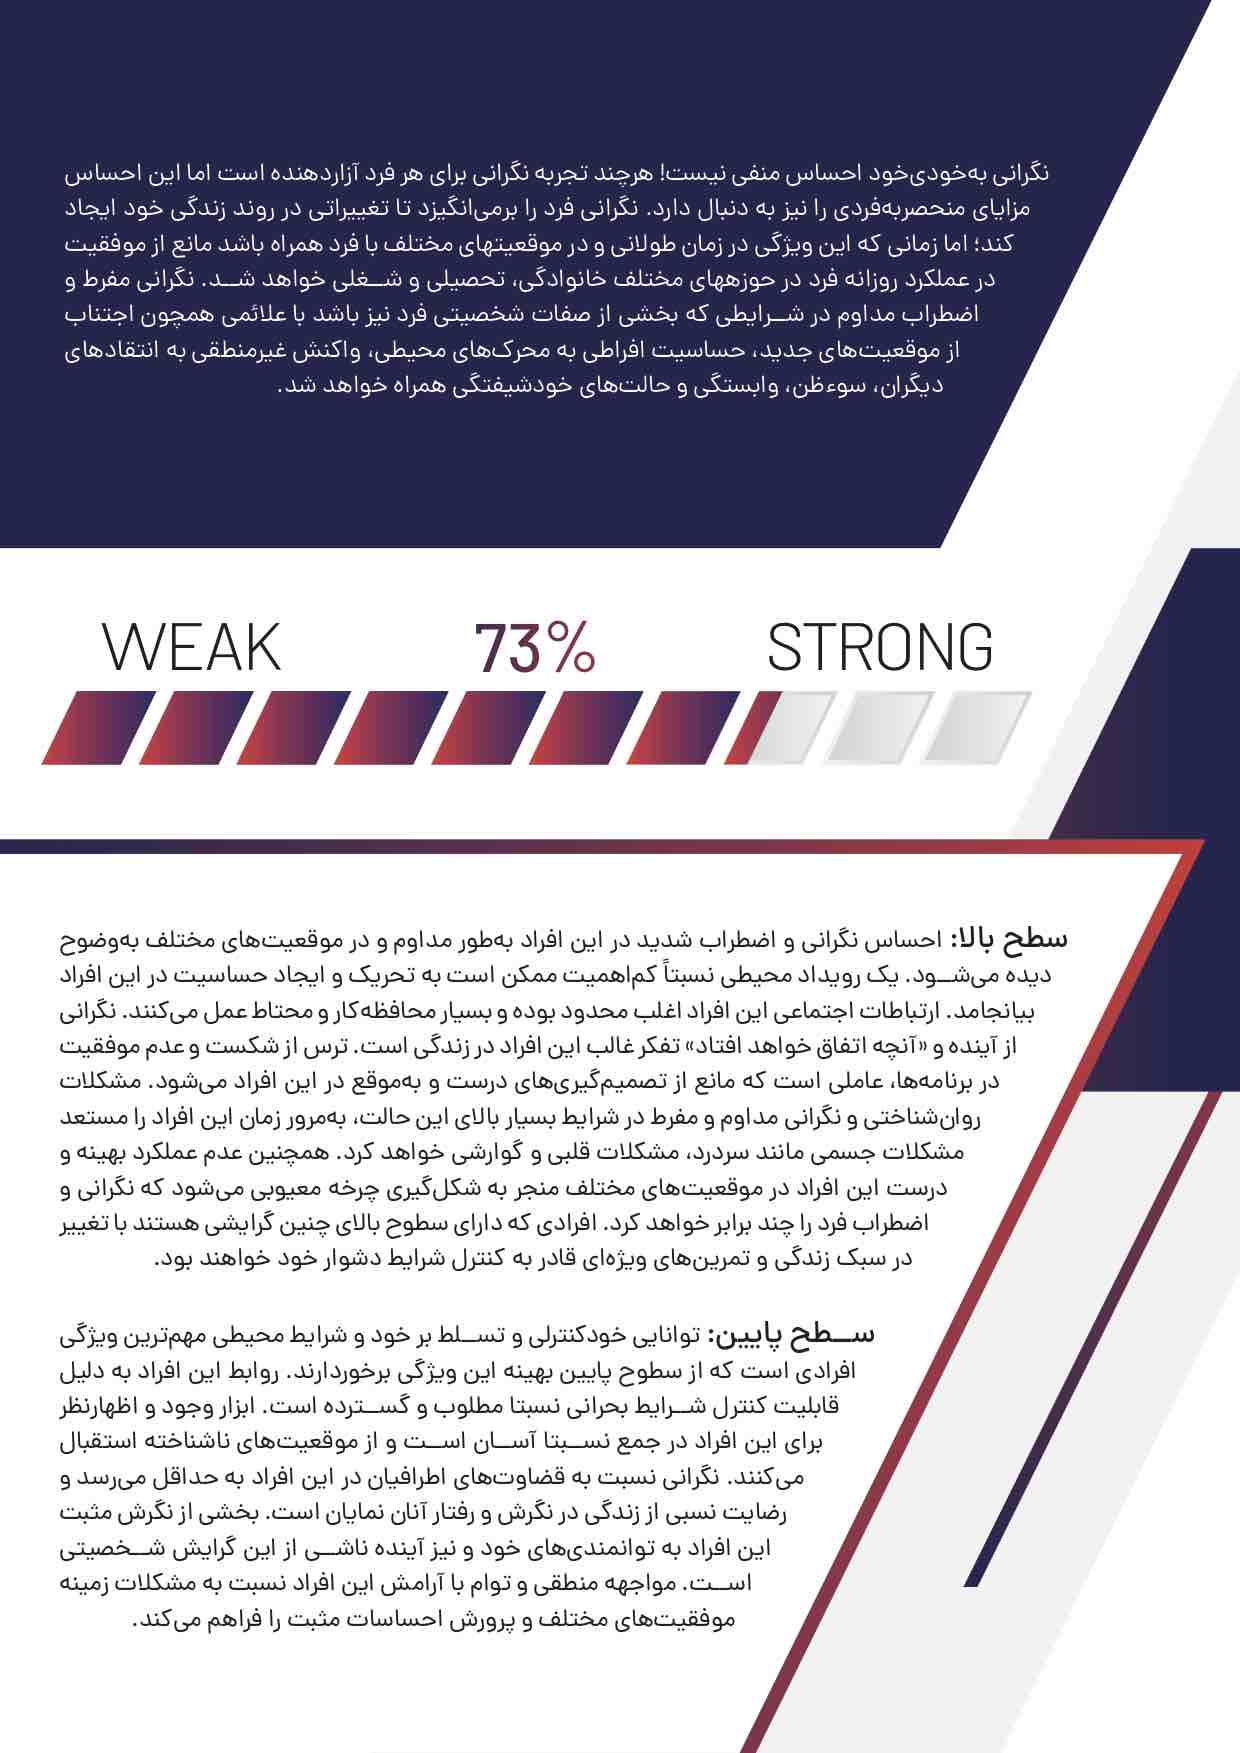 نگرانی به‌خودی‌خود احساس منفی نیست! هرچند تجربه نگرانی برای هر فرد آزاردهنده است اما این احساس
مزایای منحصربه‌فردی را نیز به دنبال دارد. نگرانی فرد را برمی‌انگیزد تا تغییراتی در روند زندگی خود ایجاد
کند؛ اما زمانی که این ویژگی در زمان طولانی و در موقعیتهای مختلف با فرد همراه باشد مانع از موفقیت
در عملکرد روزانه فرد در حوزههای مختلف خانوادگی، تحصیلی و شــغلی خواهد شــد. نگرانی مفرط و
اضطراب مداوم در شــرایطی که بخشی از صفات شخصیتی فرد نیز باشد با علائمی همچون اجتناب
از موقعیت‌های جدید، حساسیت افراطی به محرک‌های محیطی، واکنش غیرمنطقی به انتقادهای
دیگران، سوءظن، وابستگی و حالت‌های خودشیفتگی همراه خواهد شد.
WEAK 73% STRONG
سطح بالا: احساس نگرانی و اضطراب شدید در این افراد به‌طور مداوم و در موقعیت‌های مختلف به‌وضوح
دیده می‌شــود. یک رویداد محیطی نسبتاً کم‌اهمیت ممکن است به تحریک و ایجاد حساسیت در این افراد
بیانجامد. ارتباطات اجتماعی این افراد اغلب محدود بوده و بسیار محافظه‌کار و محتاط عمل می‌کنند. نگرانی
از آینده و «آنچه اتفاق خواهد افتاد» تفکر غالب این افراد در زندگی است. ترس از شکست و عدم موفقیت
در برنامه‌ها، عاملی است که مانع از تصمیم‌گیری‌های درست و به‌موقع در این افراد می‌شود. مشکلات
روان‌شناختی و نگرانی مداوم و مفرط در شرایط بسیار بالای این حالت، به‌مرور زمان این افراد را مستعد
مشکلات جسمی مانند سردرد، مشکلات قلبی و گوارشی خواهد کرد. همچنین عدم عملکرد بهینه و
درست این افراد در موقعیت‌های مختلف منجر به شکل‌گیری چرخه معیوبی می‌شود که نگرانی و
اضطراب فرد را چند برابر خواهد کرد. افرادی که دارای سطوح بالای چنین گرایشی هستند با تغییر
در سبک زندگی و تمرین‌های ویژه‌ای قادر به کنترل شرایط دشوار خود خواهند بود.
ســطح پایین: توانایی خودکنترلی و تســلط بر خود و شرایط محیطی مهم‌ترین ویژگی
افرادی است که از سطوح پایین بهینه این ویژگی برخوردارند. روابط این افراد به دلیل
قابلیت کنترل شــرایط بحرانی نسبتا مطلوب و گســترده است. ابزار وجود و اظهارنظر
برای این افراد در جمع نســبتا آســان اســت و از موقعیت‌های ناشناخته استقبال
می‌کنند. نگرانی نسبت به قضاوت‌های اطرافیان در این افراد به حداقل می‌رسد و
رضایت نسبی از زندگی در نگرش و رفتار آنان نمایان است. بخشی از نگرش مثبت
این افراد به توانمندی‌های خود و نیز آینده ناشــی از این گرایش شــخصیتی
اســت. مواجهه منطقی و توام با آرامش این افراد نسبت به مشکلات زمینه
موفقیت‌های مختلف و پرورش احساسات مثبت را فراهم می‌کند.